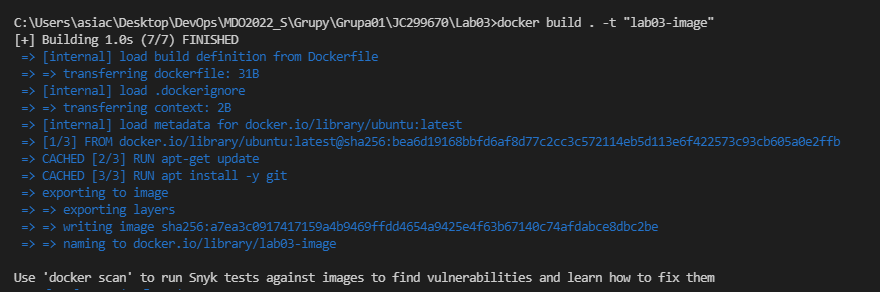 C:\Users\asiac\Desktop\DevOps\MDO2022_S\Grupy\Grupa01\JC299670\Lab03>docker build . -t "lab03-image"
[+] Building 1.0s (7/7) FINISHED
=> [internal] load build definition from Dockerfile
=> => transferring dockerfile: 31B
=> [internal] load .dockerignore
=> => transferring context: 2B
=> [internal] load metadata for docker.io/library/ubuntu:latest
=> [1/3] FROM docker.io/library/ubuntu:latest@sha256:bea6d19168bbfd6af8d77c2cc3c572114eb5d113e6f422573c93cb605a0e2ffb
=> CACHED [2/3] RUN apt-get update
=> CACHED [3/3] RUN apt install -y git
=> exporting to image
=> => exporting layers
=> => writing image sha256:a7ea3c0917417159a4b9469ffdd4654a9425e4f63b67140c74afdabce8dbc2be
=> => naming to docker.io/library/lab03-image
Use 'docker scan' to run Snyk tests against images to find vulnerabilities and learn how to fix them